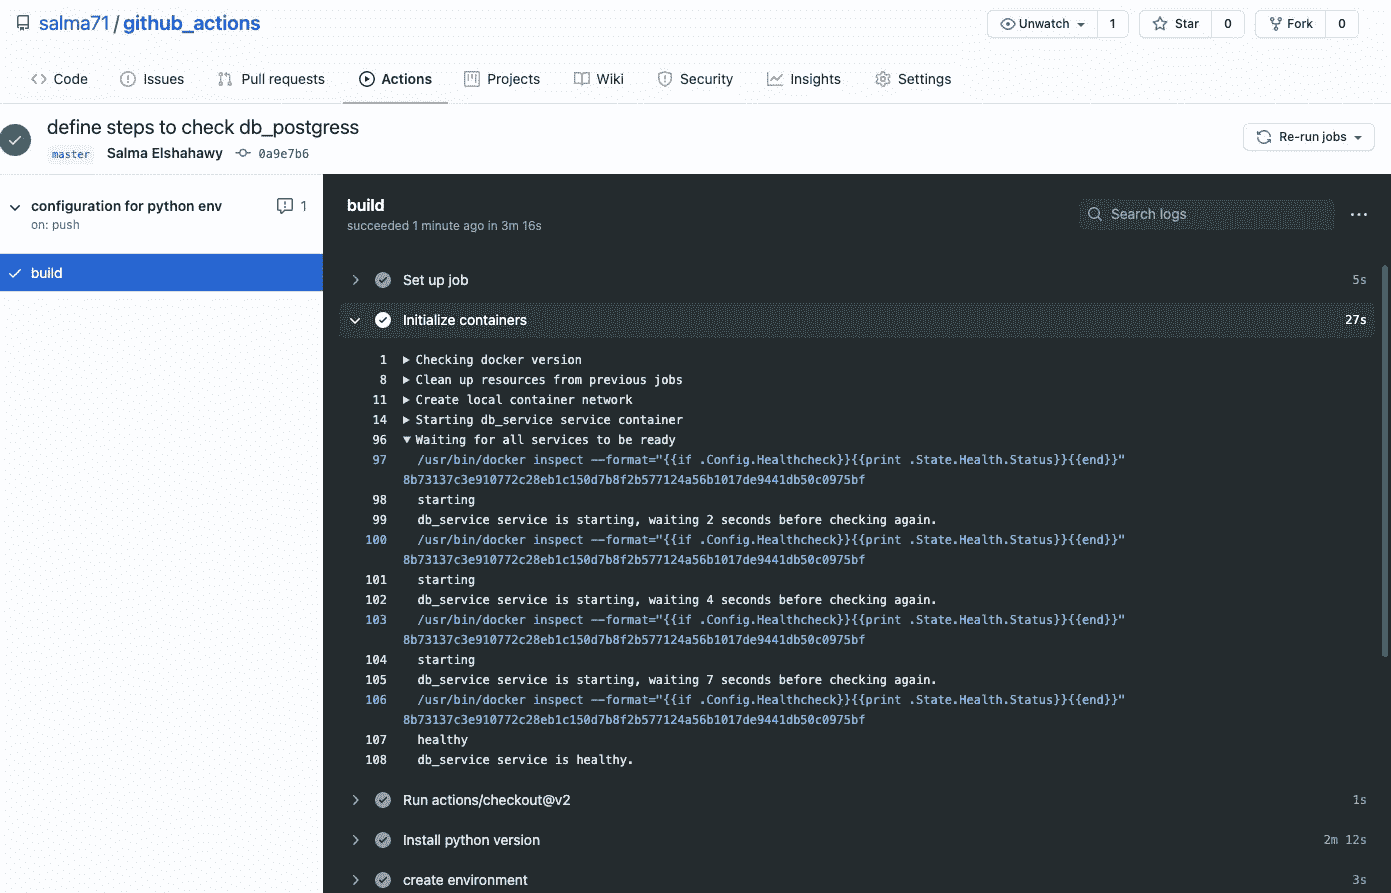 salma71 / github_actions
Unwatch 1 Star 0 Fork 0
Code Issues Pull requests Actions Projects Wiki Security Insights Settings
define steps to check db_postgress
master Salma Elshahawy 0a9e7b6
Re-run jobs
configuration for python env 1
on: push
build
build
succeeded 1 minute ago in 3m 16s
Search logs
Set up job 5s
Initialize containers 27s
1 Checking docker version
8 Clean up resources from previous jobs
11 Create local container network
14 Starting db_service service container
96 Waiting for all services to be ready
97 /usr/bin/docker inspect --format="{{if .Config.Healthcheck}}{{print .State.Health.Status}}{{end}}"
8b73137c3e910772c28eb1c150d7b8f2b577124a56b1017de9441db50c0975bf
98 starting
99 db_service service is starting, waiting 2 seconds before checking again.
100 /usr/bin/docker inspect --format="{{if .Config.Healthcheck}}{{print .State.Health.Status}}{{end}}"
8b73137c3e910772c28eb1c150d7b8f2b577124a56b1017de9441db50c0975bf
101 starting
102 db_service service is starting, waiting 4 seconds before checking again.
103 /usr/bin/docker inspect --format="{{if .Config.Healthcheck}}{{print .State.Health.Status}}{{end}}"
8b73137c3e910772c28eb1c150d7b8f2b577124a56b1017de9441db50c0975bf
104 starting
105 db_service service is starting, waiting 7 seconds before checking again.
106 /usr/bin/docker inspect --format="{{if .Config.Healthcheck}}{{print .State.Health.Status}}{{end}}"
8b73137c3e910772c28eb1c150d7b8f2b577124a56b1017de9441db50c0975bf
107 healthy
108 db_service service is healthy.
Run actions/checkout@v2 1s
Install python version 2m 12s
create environment 3s